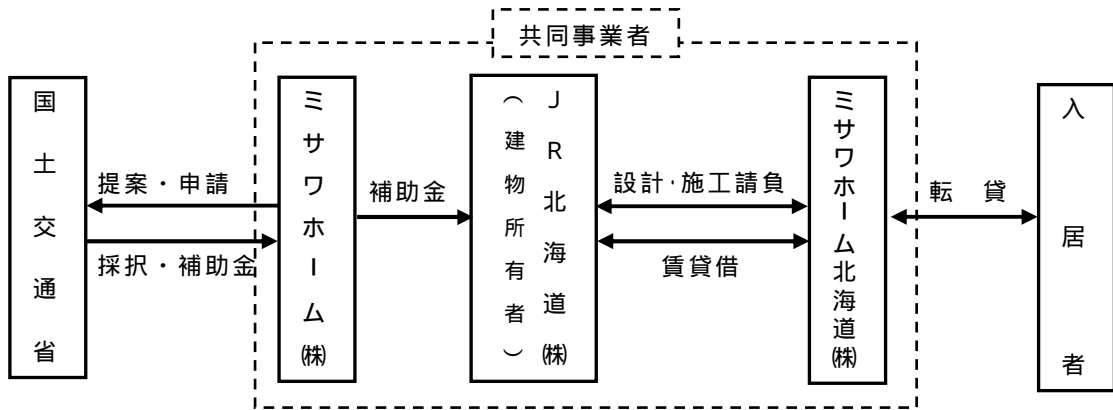 共同事業者
国土交通省
提案・申請
採択・補助金
ミサワホーム㈱
補助金
JR北海道㈱
（建物所有者）
設計・施工請負
賃貸借
ミサワホーム北海道㈱
転　貸
入居者